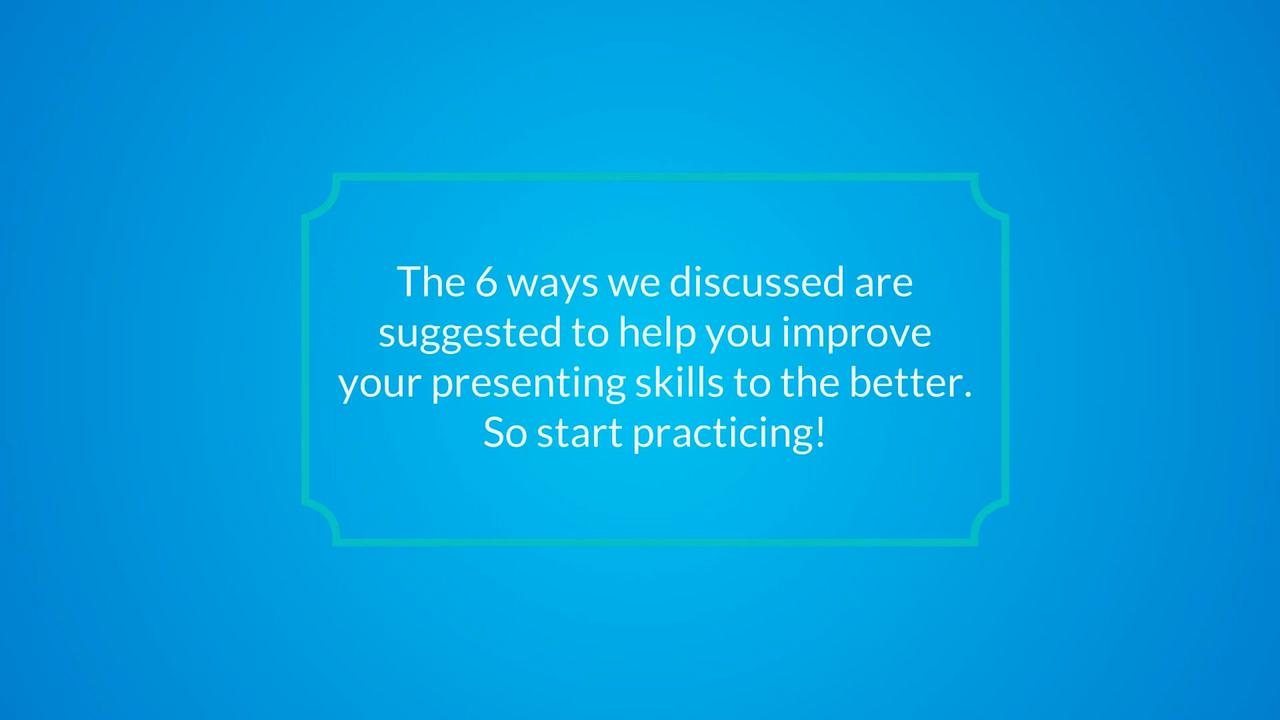 The 6 ways we discussed are
suggested to help you improve
your presenting skills to the better.
So start practicing!